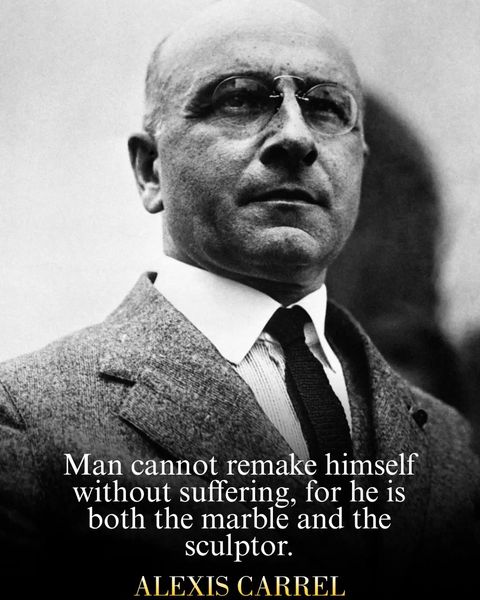 Man cannot remake himself
without suffering, for he is
both the marble and the
sculptor.
ALEXIS CARREL